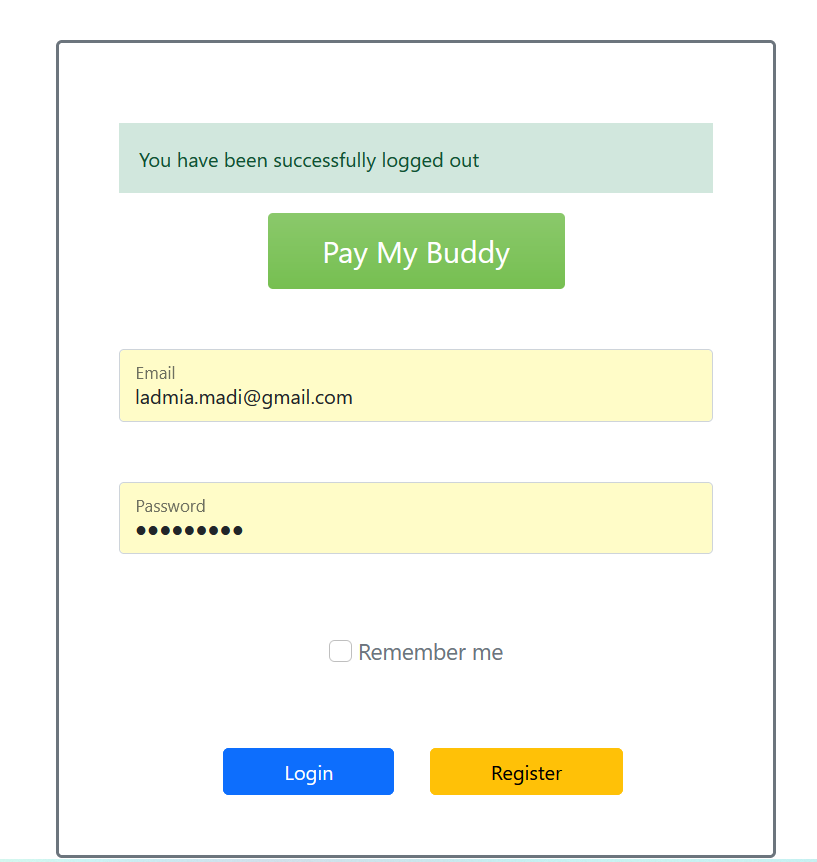 You have been successfully logged out
Pay My Buddy
Email
ladmia.madi@gmail.com
Password
●●●●●●●●●
Remember me
Login
Register